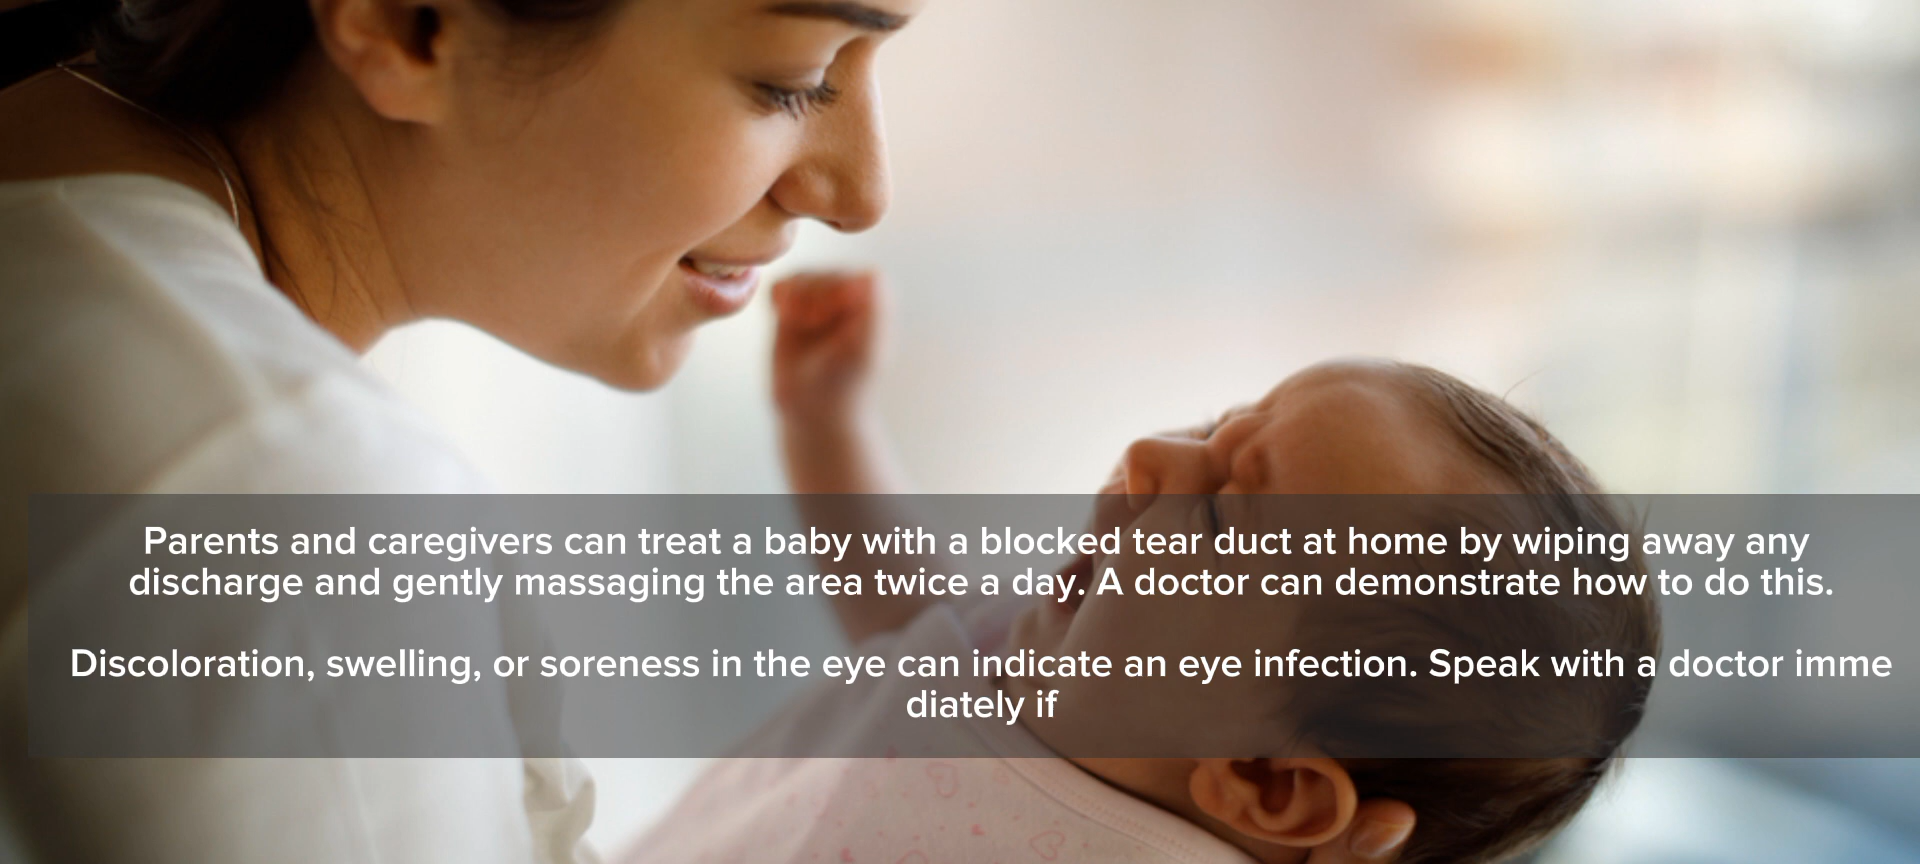 Parents and caregivers can treat a baby with a blocked tear duct at home by wiping away any
discharge and gently massaging the area twice a day. A doctor can demonstrate how to do this.
Discoloration, swelling, or soreness in the eye can indicate an eye infection. Speak with a doctor imme
diately if